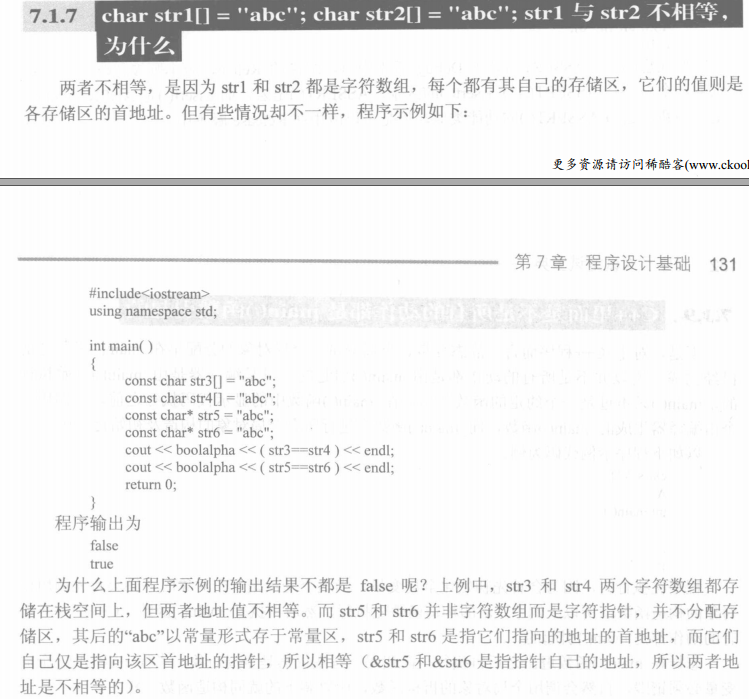 7.1.7 char str1[] = "abc"; char str2[] = "abc"; str1 与 str2 不相等，
为什么
两者不相等，是因为 str1 和 str2 都是字符数组，每个都有其自己的存储区，它们的值则是
各存储区的首地址。但有些情况却不一样，程序示例如下：
更多资源请访问稀酷客(www.ckook
第 7 章 程序设计基础 131
#include<iostream>
using namespace std;
int main( )
{
const char str3[] = "abc";
const char str4[] = "abc";
const char* str5 = "abc";
const char* str6 = "abc";
cout << boolalpha << ( str3==str4 ) << endl;
cout << boolalpha << ( str5==str6 ) << endl;
return 0;
}
程序输出为
false
true
为什么上面程序示例的输出结果不都是 false 呢？上例中，str3 和 str4 两个字符数组都存
储在栈空间上，但两者地址值不相等。而 str5 和 str6 并非字符数组而是字符指针，并不分配存
储区，其后的“abc”以常量形式存于常量区，str5 和 str6 是指它们指向的地址的首地址，而它们
自己仅是指向该区首地址的指针，所以相等（&str5 和&str6 是指指针自己的地址，所以两者地
址是不相等的）。